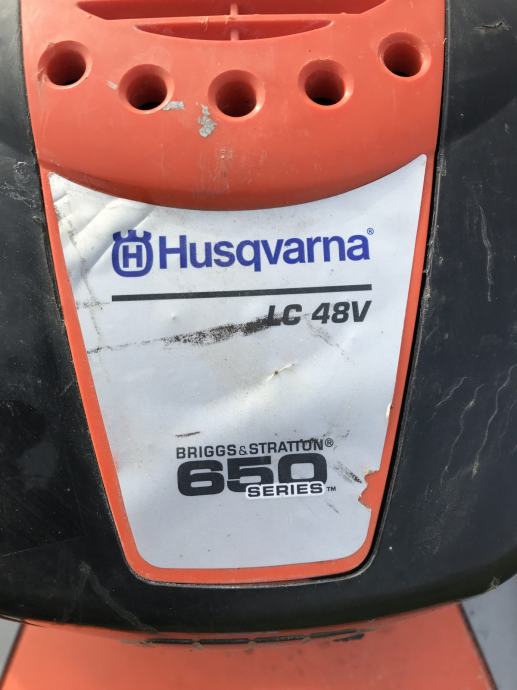 H Husqvarna®
LC 48V
BRIGGS&STRATTON®
650
SERIES™